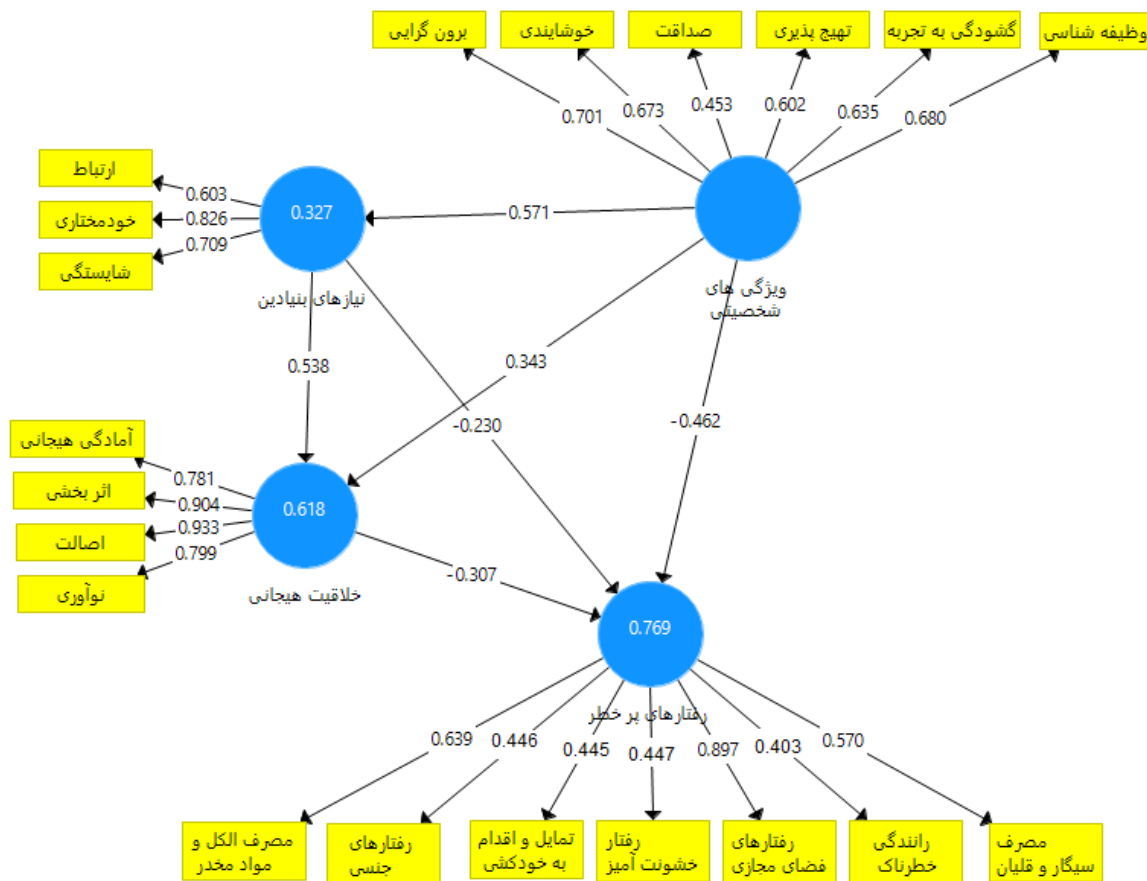 برون گرایی
خوشایندی
صداقت
تهیج پذیری
گشودگی به تجربه
وظیفه شناسی
0.701
0.673
0.453
0.602
0.635
0.680
ارتباط
خودمختاری
شایستگی
0.603
0.826
0.709
0.327
نیازهای بنیادین
0.571
ویژگی های
شخصیتی
0.538
0.343
-0.230
-0.462
آمادگی هیجانی
اثر بخشی
اصالت
نوآوری
0.781
0.904
0.933
0.799
0.618
خلاقیت هیجانی
-0.307
0.769
رفتارهای پر خطر
0.639
0.446
0.445
0.447
0.897
0.403
0.570
مصرف الکل و
مواد مخدر
رفتارهای
جنسی
تمایل و اقدام
به خودکشی
رفتار
خشونت آمیز
رفتارهای
فضای مجازی
رانندگی
خطرناک
مصرف
سیگار و قلیان